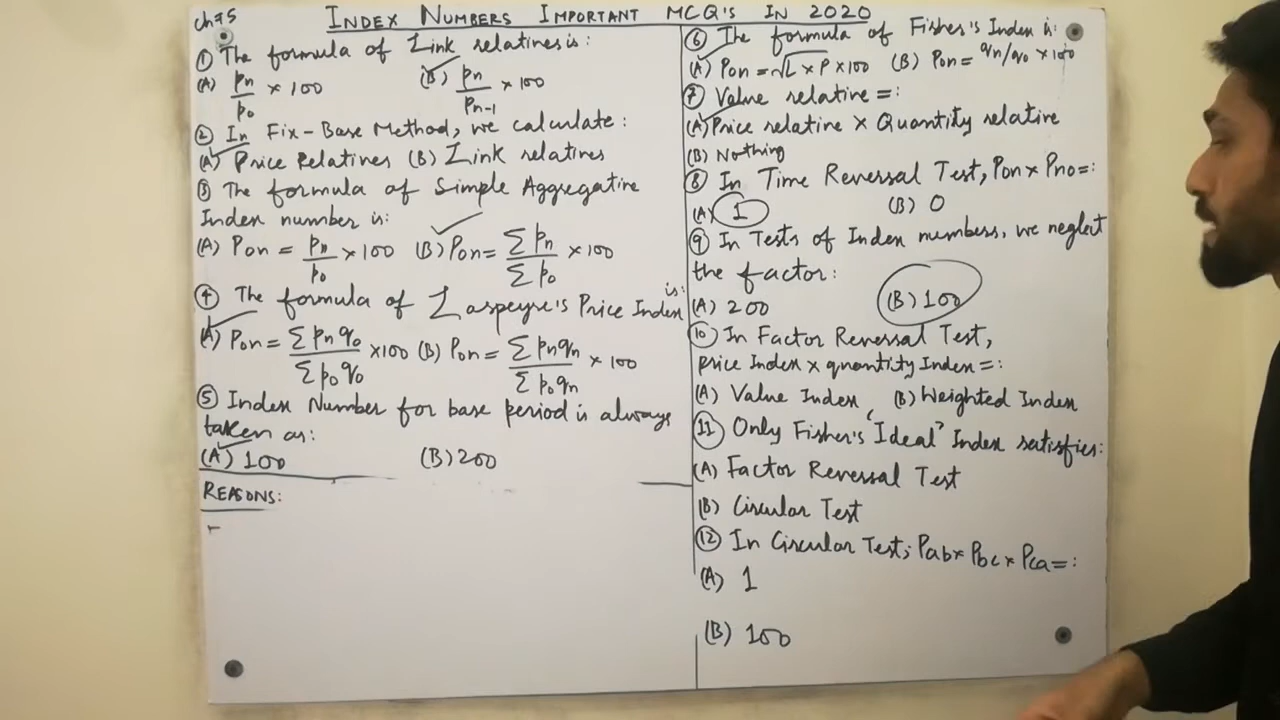 ch#5
INDEX NUMBERS IMPORTANT MCQ'S IN 2020
① The formula of Link relatives is:
(A) pn/p0 × 100 (B) pn/pn-1 × 100
② In Fix-Base Method, we calculate:
(A) Price Relatives (B) Link relatives
③ The formula of Simple Aggregative
Index number is:
(A) Pon = pn/p0 × 100 (B) Pon = Σpn/Σp0 × 100
④ The formula of Laspeyre's Price Index is:
(A) Pon = Σpnq0/Σp0q0 ×100 (B) Pon = Σpnqn/Σp0qn × 100
⑤ Index Number for base period is always
taken as:
(A) 100 (B) 200
REASONS:
⑥ The formula of Fisher's Index is:
(A) Pon = √L × P × 100 (B) Pon = qn/q0 × 100
⑦ Value relative =:
(A) Price relative × Quantity relative
(B) Nothing
⑧ In Time Reversal Test, Pon × Pno =:
(A) 1 (B) 0
⑨ In Tests of Index numbers, we neglect
the factor:
(A) 200 (B) 100
⑩ In Factor Reversal Test,
price Index × quantity Index =:
(A) Value Index (B) Weighted Index
⑪ Only Fisher's "Ideal" Index satisfies:
(A) Factor Reversal Test
(B) Circular Test
⑫ In Circular Test, Pab × Pbc × Pca =:
(A) 1
(B) 100